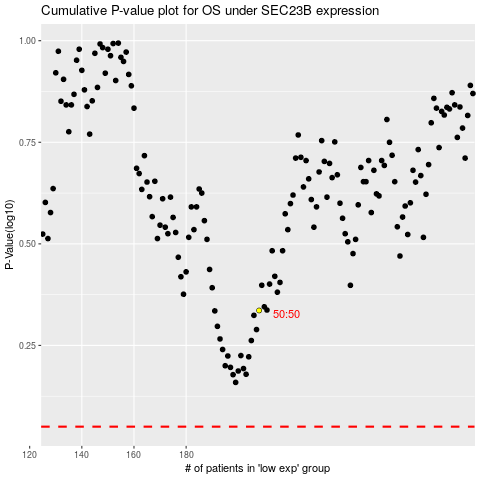 Cumulative P-value plot for OS under SEC23B expression
P-Value(log10)
1.00
0.75
0.50
0.25
50:50
120 140 160 180
# of patients in 'low exp' group